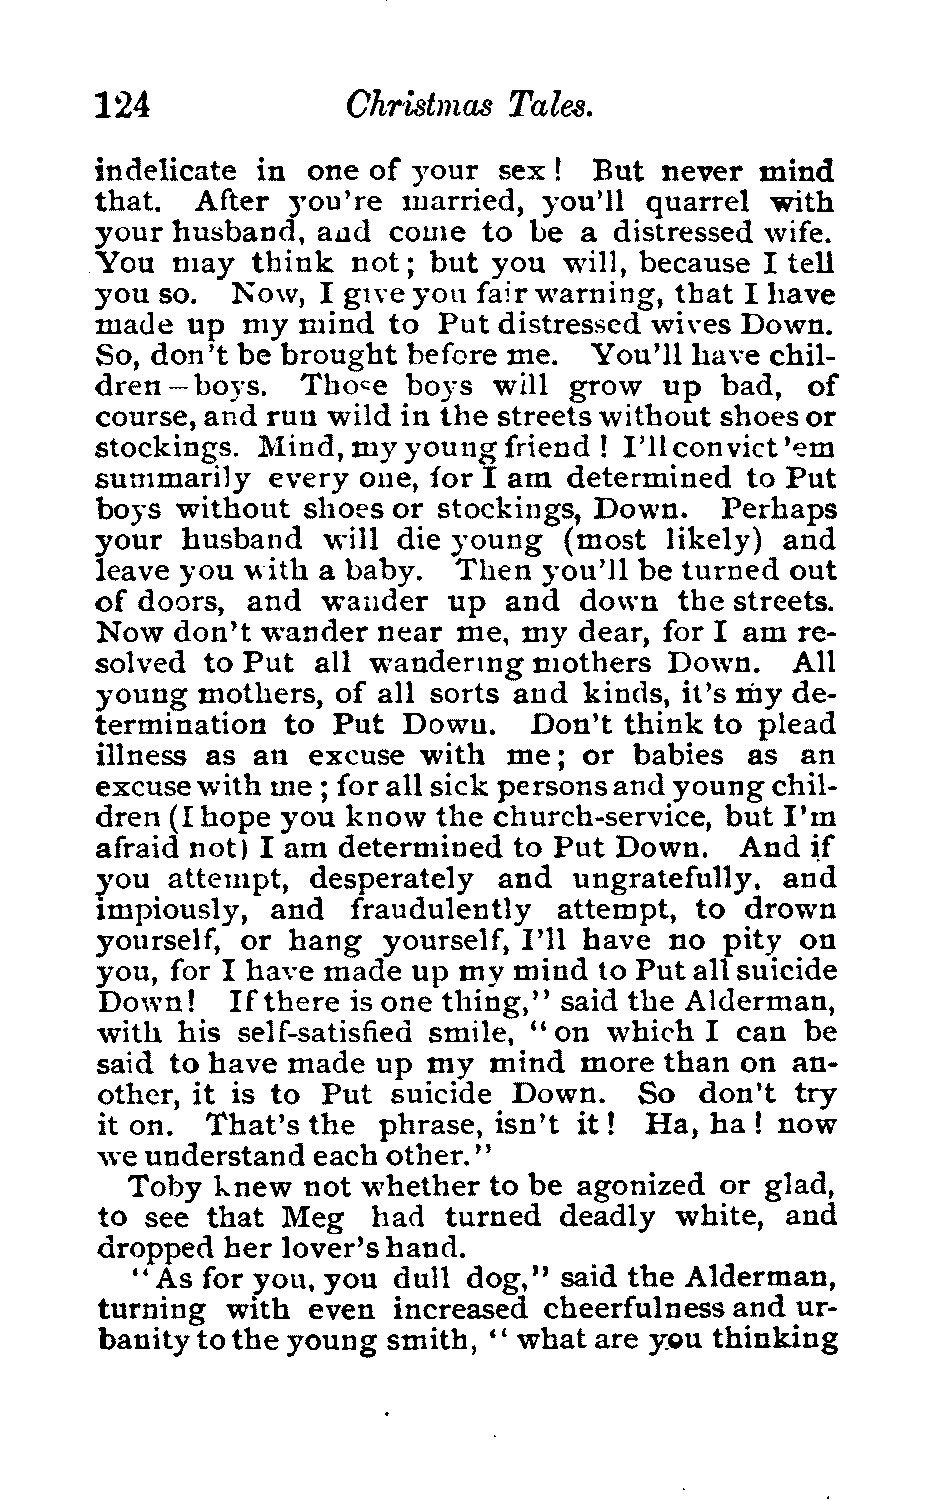 124 Christmas Tales.
indelicate in one of your sex! But never mind
that. After you're married, you'll quarrel with
your husband, and come to be a distressed wife.
You may think not; but you will, because I tell
you so. Now, I give you fair warning, that I have
made up my mind to Put distressed wives Down.
So, don't be brought before me. You'll have chil-
dren—boys. Those boys will grow up bad, of
course, and run wild in the streets without shoes or
stockings. Mind, my young friend! I'll convict 'em
summarily every one, for I am determined to Put
boys without shoes or stockings, Down. Perhaps
your husband will die young (most likely) and
leave you with a baby. Then you'll be turned out
of doors, and wander up and down the streets.
Now don't wander near me, my dear, for I am re-
solved to Put all wandering mothers Down. All
young mothers, of all sorts and kinds, it's my de-
termination to Put Down. Don't think to plead
illness as an excuse with me; or babies as an
excuse with me; for all sick persons and young chil-
dren (I hope you know the church-service, but I'm
afraid not) I am determined to Put Down. And if
you attempt, desperately and ungratefully, and
impiously, and fraudulently attempt, to drown
yourself, or hang yourself, I'll have no pity on
you, for I have made up my mind to Put all suicide
Down! If there is one thing," said the Alderman,
with his self-satisfied smile, "on which I can be
said to have made up my mind more than on an-
other, it is to Put suicide Down. So don't try
it on. That's the phrase, isn't it! Ha, ha! now
we understand each other."
Toby knew not whether to be agonized or glad,
to see that Meg had turned deadly white, and
dropped her lover's hand.
"As for you, you dull dog," said the Alderman,
turning with even increased cheerfulness and ur-
banity to the young smith, "what are you thinking